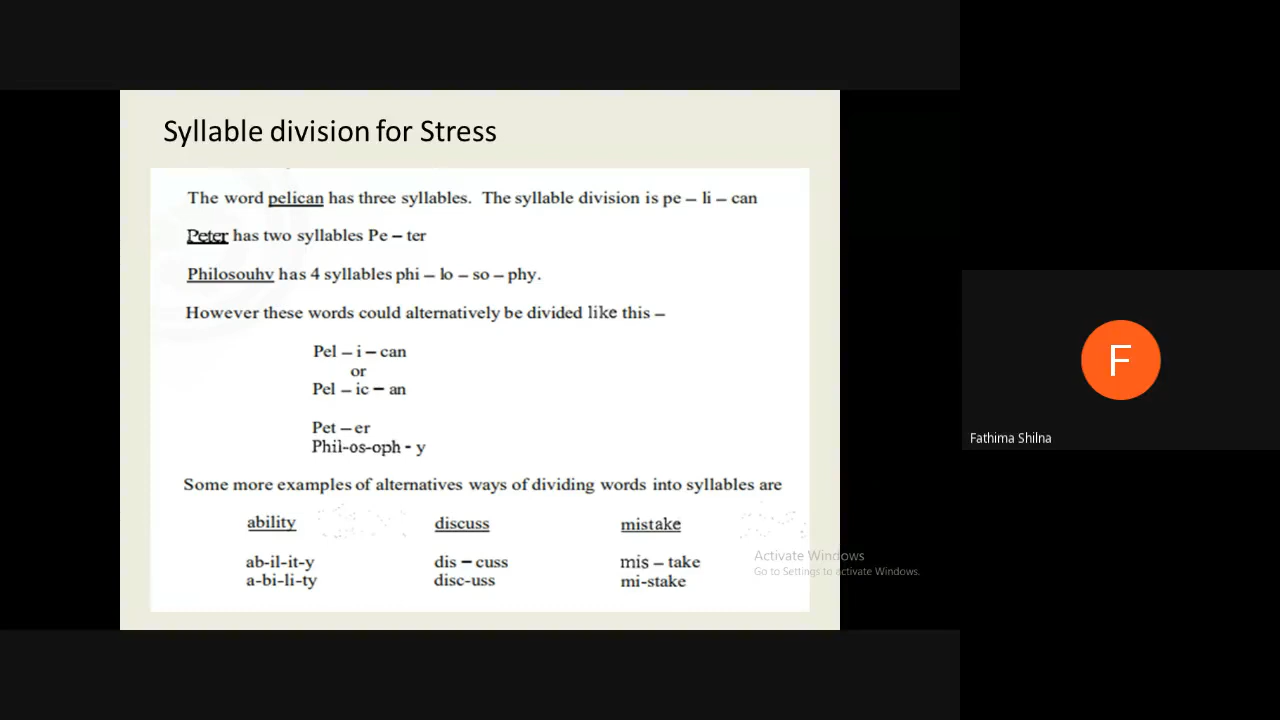 Syllable division for Stress
The word pelican has three syllables. The syllable division is pe – li – can
Peter has two syllables Pe – ter
Philosouhv has 4 syllables phi – lo – so – phy.
However these words could alternatively be divided like this –
Pel – i – can
or
Pel – ic – an
Pet – er
Phil-os-oph - y
Some more examples of alternatives ways of dividing words into syllables are
ability discuss mistake
ab-il-it-y dis – cuss mis – take
a-bi-li-ty disc-uss mi-stake
Activate Windows
Go to Settings to activate Windows.
F
Fathima Shilna